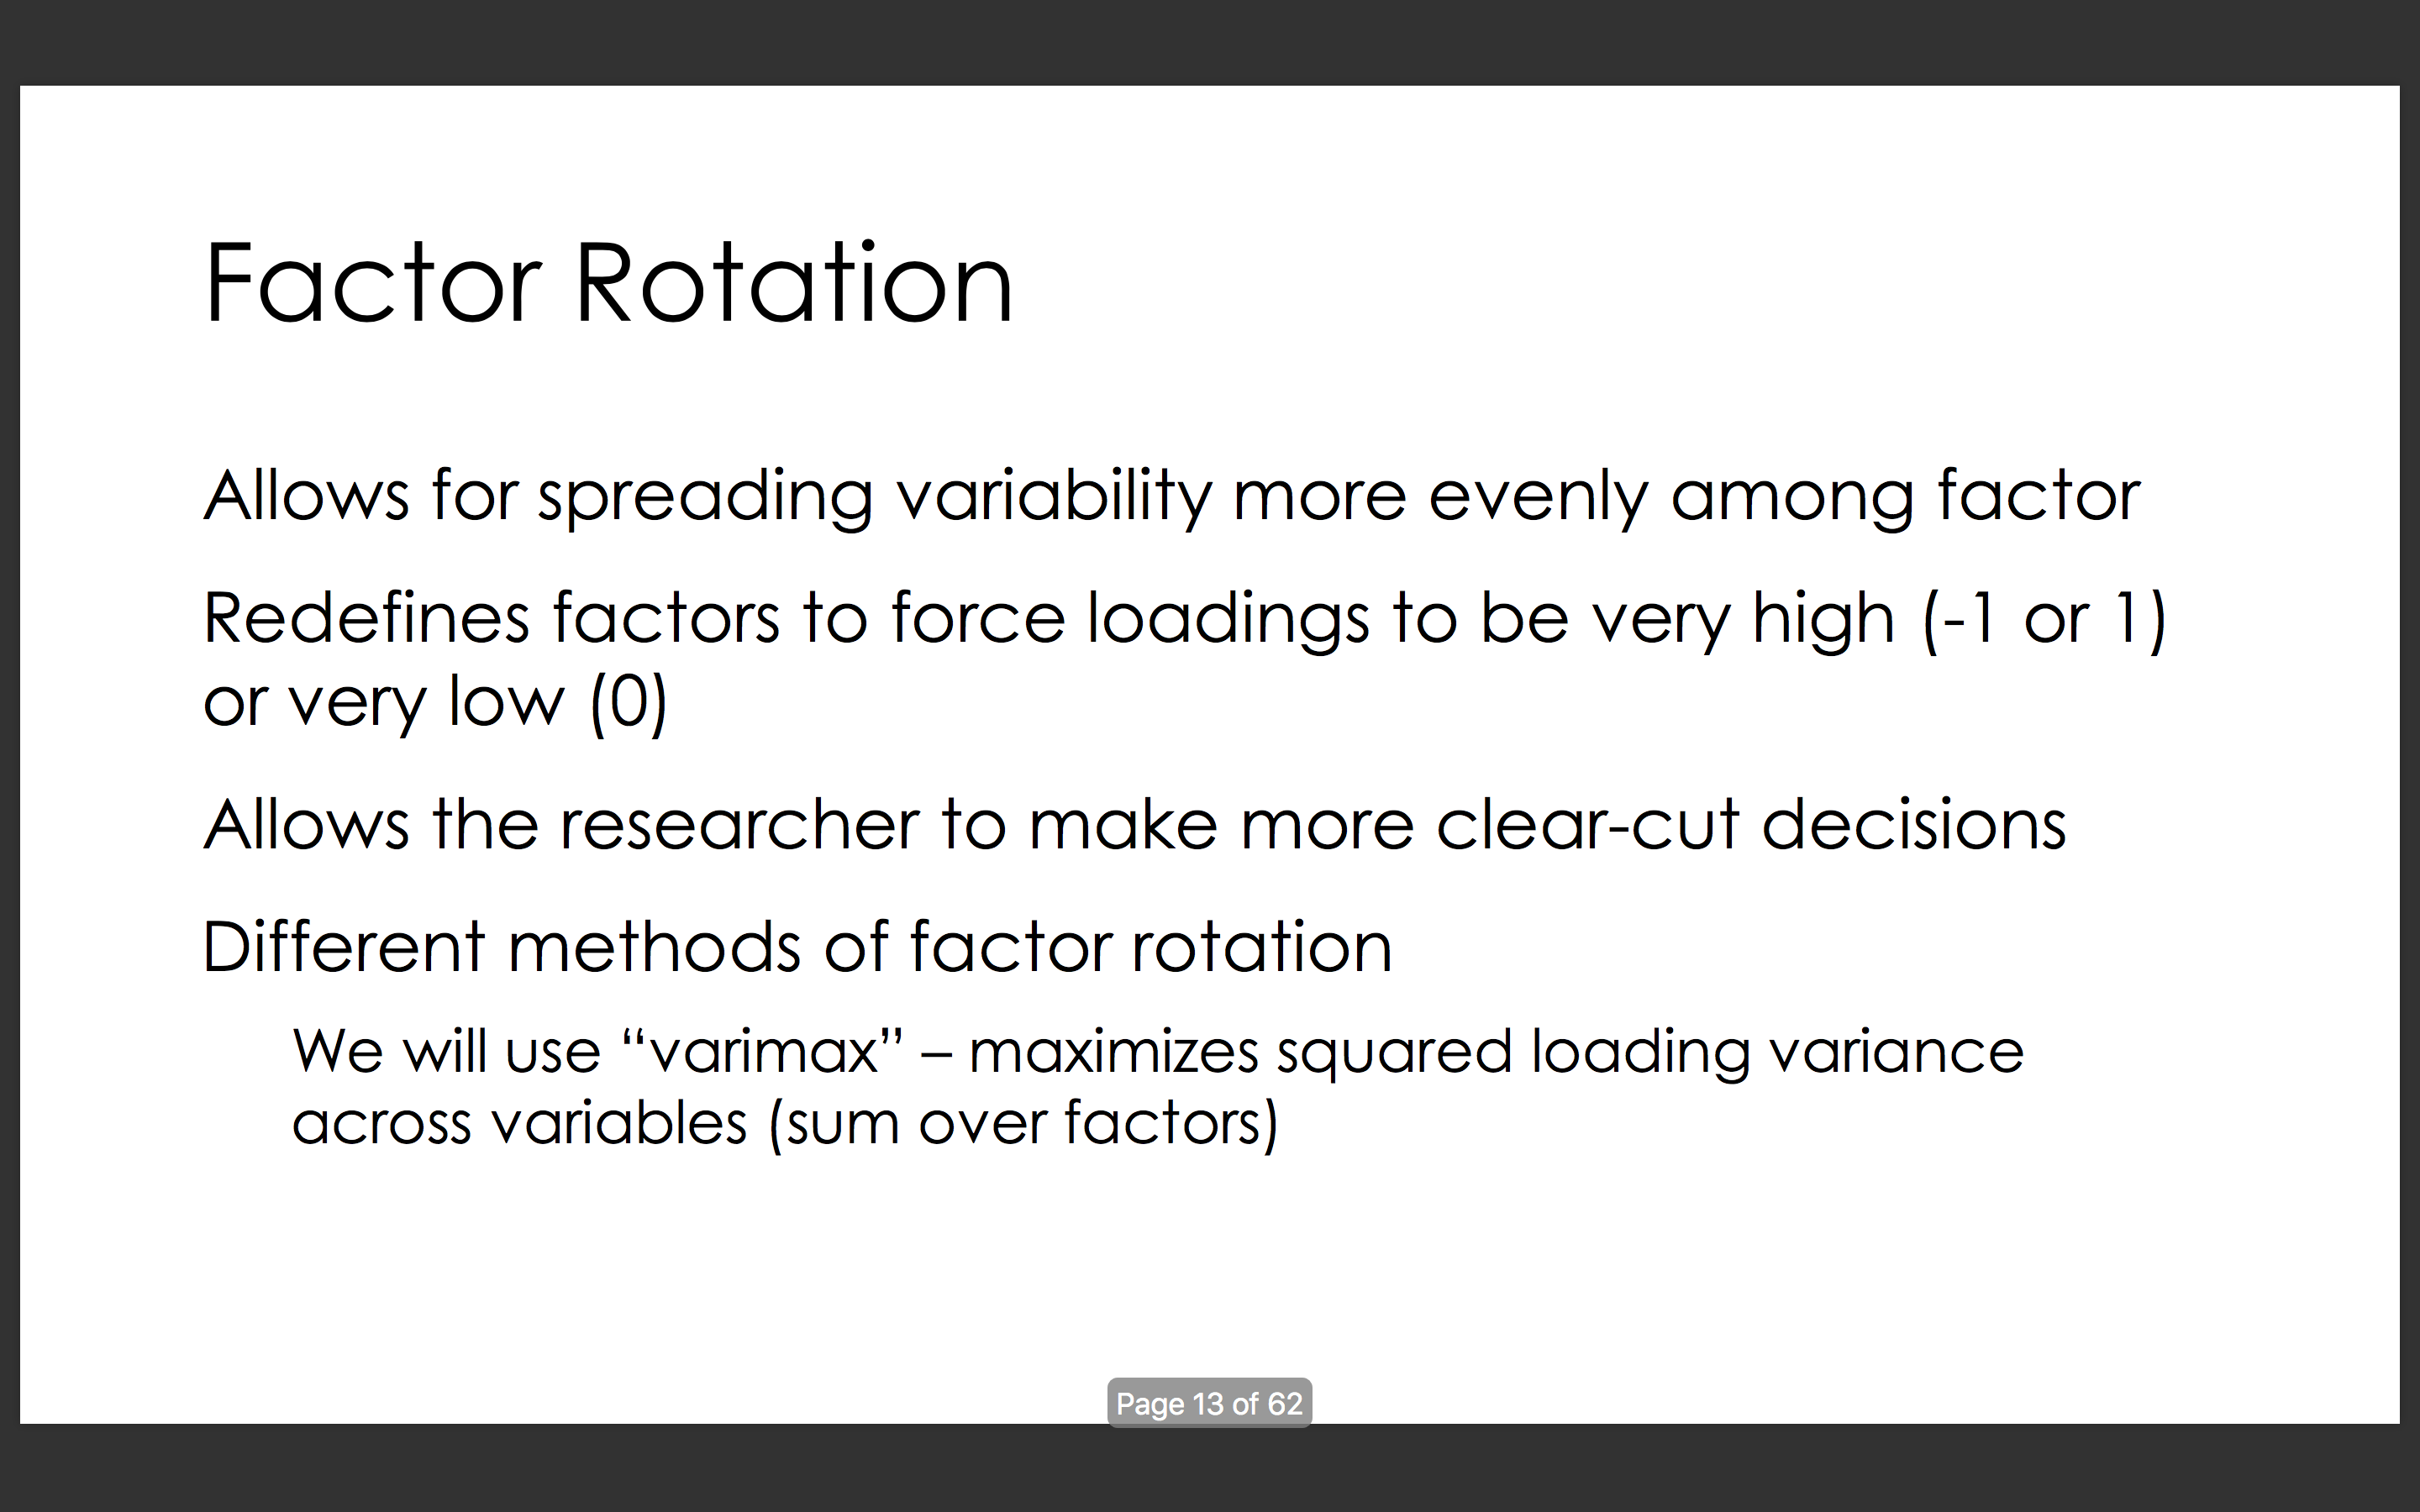 Factor Rotation
Allows for spreading variability more evenly among factor
Redefines factors to force loadings to be very high (-1 or 1)
or very low (0)
Allows the researcher to make more clear-cut decisions
Different methods of factor rotation
We will use “varimax” – maximizes squared loading variance
across variables (sum over factors)
Page 13 of 62